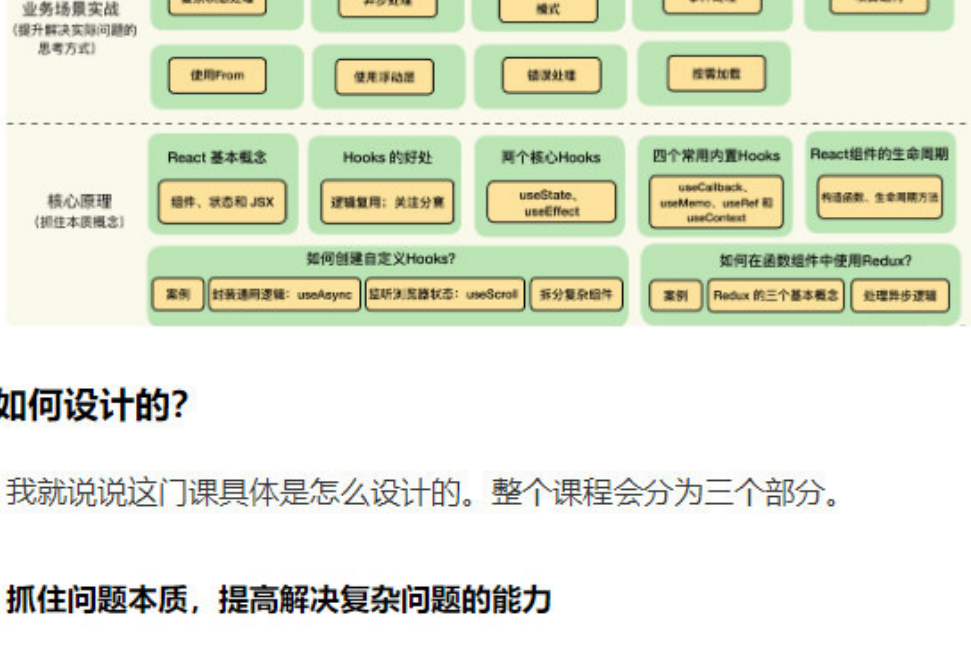 业务场景实战
(提升解决实际问题的
思考方式)
异步处理
模式
使用From
使用浮动层
错误处理
按需加载
核心原理
(抓住本质概念)
React 基本概念
组件、状态和 JSX
Hooks 的好处
逻辑复用；关注分离
两个核心Hooks
useState、
useEffect
四个常用内置Hooks
useCallback、
useMemo、useRef 和
useContext
React组件的生命周期
构造函数、生命周期方法
如何创建自定义Hooks?
案例
封装通用逻辑：useAsync
监听浏览器状态：useScroll
拆分复杂组件
如何在函数组件中使用Redux?
案例
Redux 的三个基本概念
处理异步逻辑
如何设计的？
我就说说这门课具体是怎么设计的。整个课程会分为三个部分。
抓住问题本质，提高解决复杂问题的能力